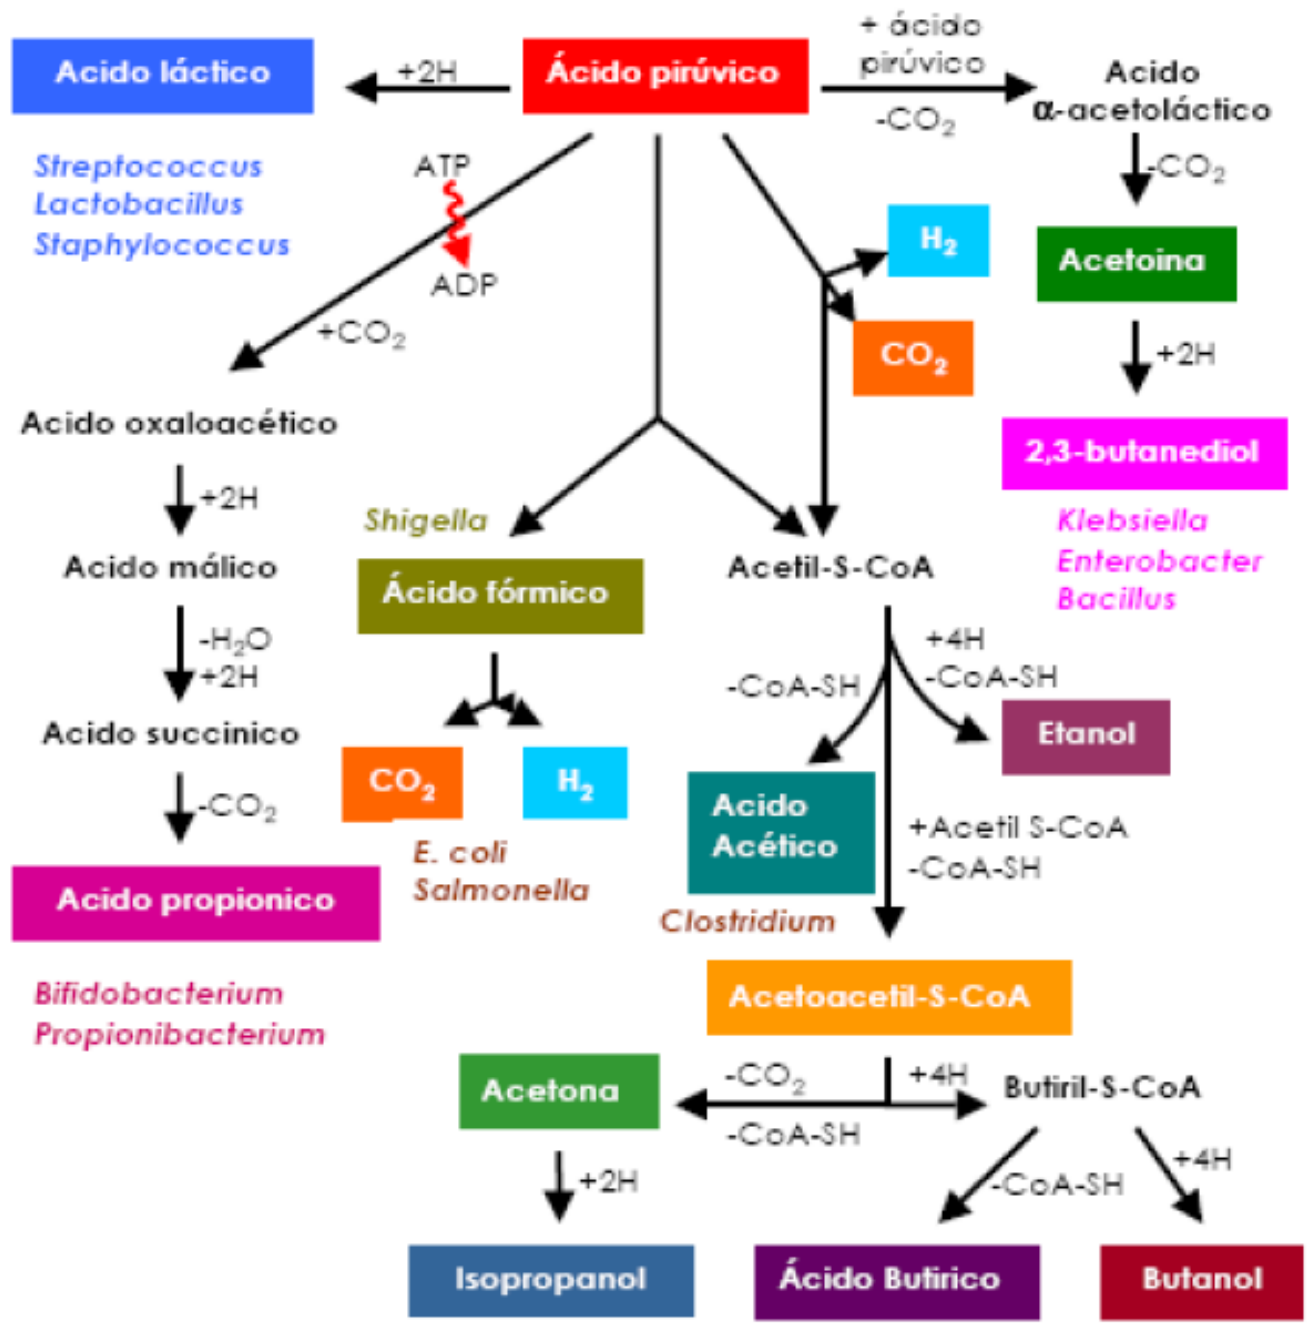 Acido láctico
+2H
Ácido pirúvico
+ ácido
pirúvico
-CO₂
Acido
α-acetoláctico
Streptococcus
Lactobacillus
Staphylococcus
ATP
ADP
+CO₂
-CO₂
H₂
CO₂
Acetoina
+2H
2,3-butanediol
Klebsiella
Enterobacter
Bacillus
Acido oxaloacético
+2H
Acido málico
-H₂O
+2H
Acido succinico
-CO₂
Acido propionico
Bifidobacterium
Propionibacterium
Shigella
Ácido fórmico
CO₂
H₂
E. coli
Salmonella
Acetil-S-CoA
-CoA-SH
+4H
-CoA-SH
Etanol
Acido
Acético
Clostridium
+Acetil S-CoA
-CoA-SH
Acetoacetil-S-CoA
Acetona
-CO₂
-CoA-SH
+4H
Butiril-S-CoA
+2H
-CoA-SH
+4H
Isopropanol
Ácido Butirico
Butanol